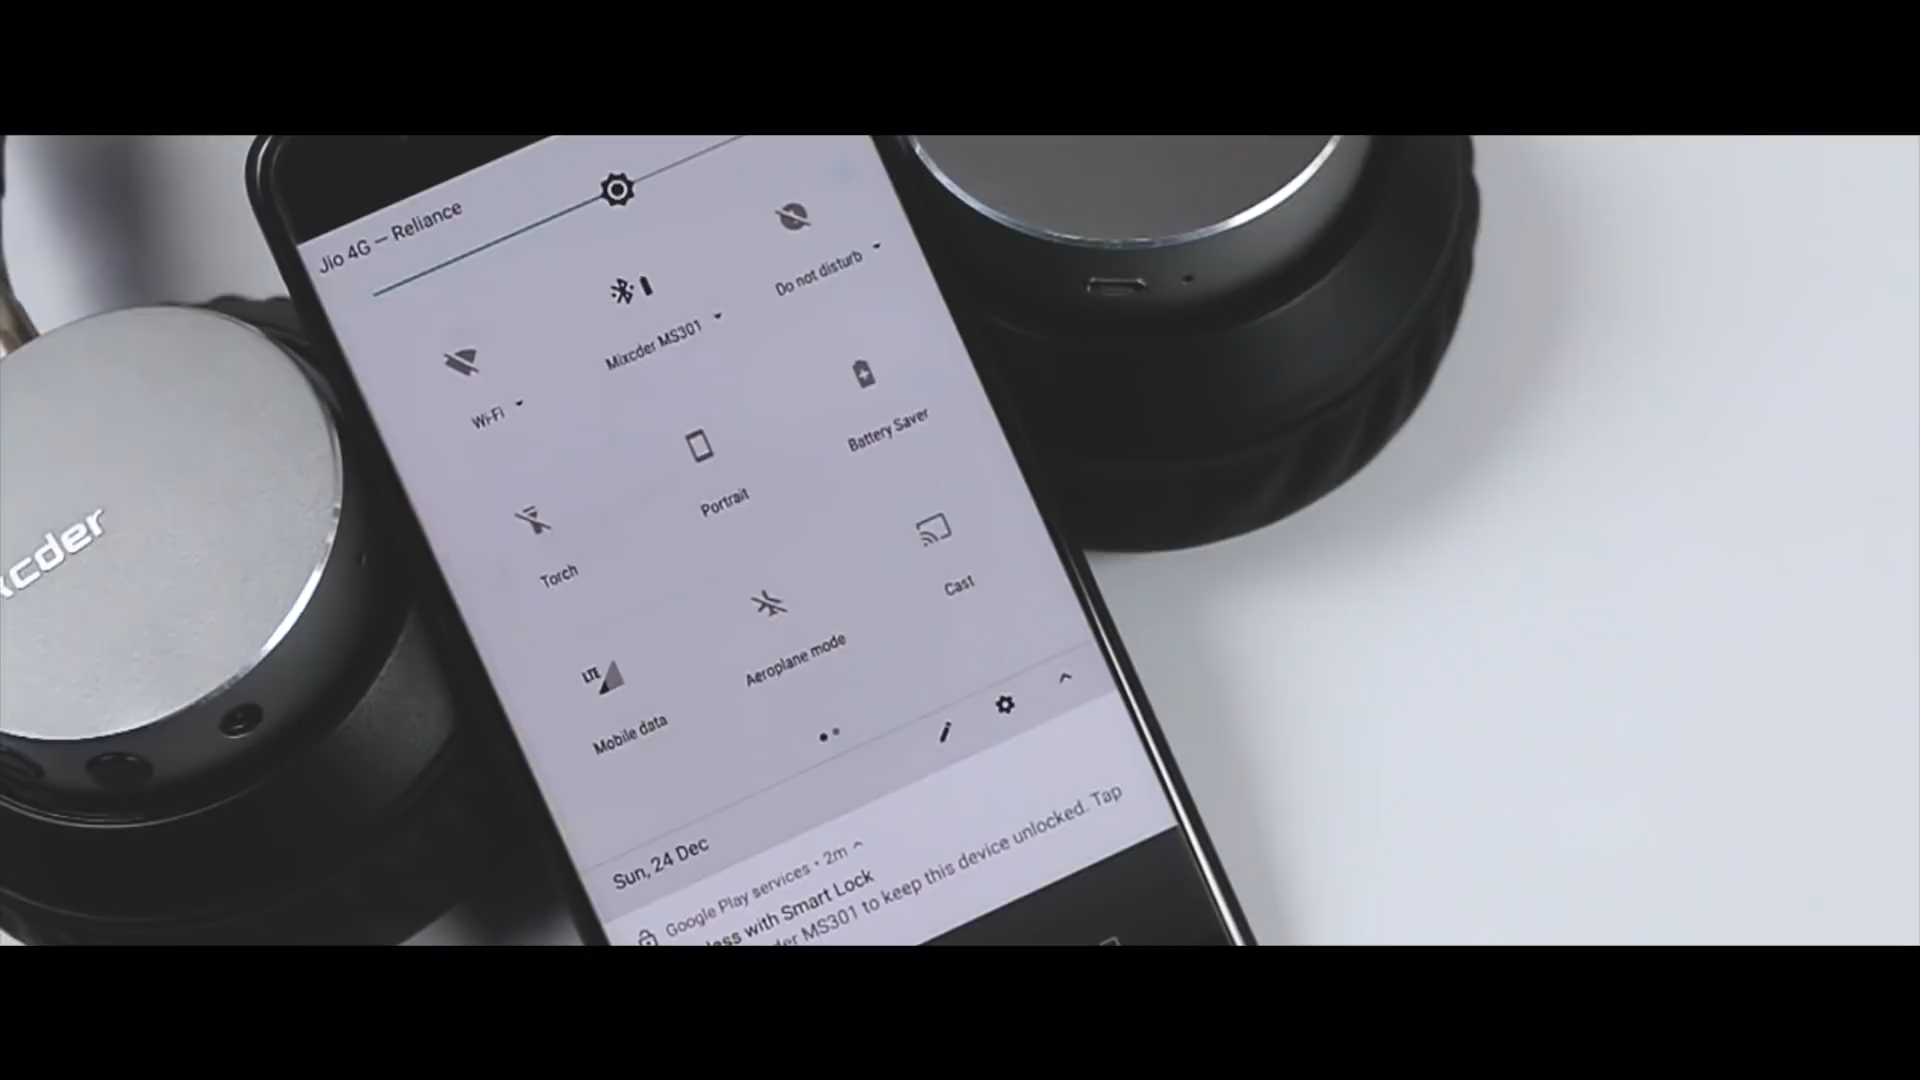 Jio 4G — Reliance
Do not disturb
Mixcder MS301
Wi-Fi
Battery Saver
Portrait
Torch
Cast
Aeroplane mode
LTE
Mobile data
Sun, 24 Dec
Google Play services • 2m
with Smart Lock
MS301 to keep this device unlocked. Tap
xcder